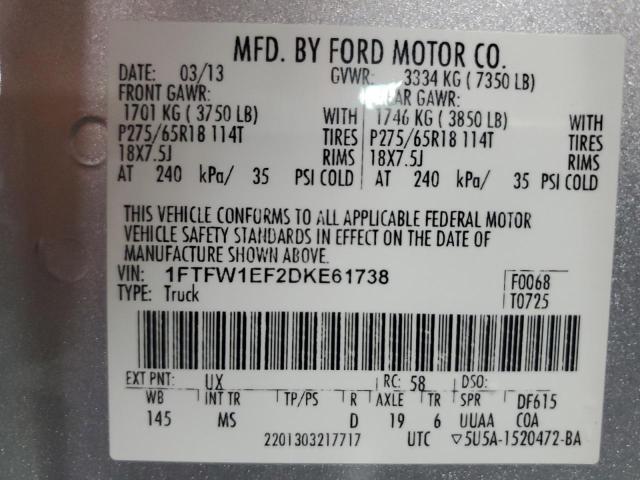 MFD. BY FORD MOTOR CO.
DATE: 03/13 GVWR: 3334 KG ( 7350 LB)
FRONT GAWR: REAR GAWR:
1701 KG ( 3750 LB) WITH 1746 KG ( 3850 LB) WITH
P275/65R18 114T TIRES P275/65R18 114T TIRES
18X7.5J RIMS 18X7.5J RIMS
AT 240 kPa/ 35 PSI COLD AT 240 kPa/ 35 PSI COLD
THIS VEHICLE CONFORMS TO ALL APPLICABLE FEDERAL MOTOR
VEHICLE SAFETY STANDARDS IN EFFECT ON THE DATE OF
MANUFACTURE SHOWN ABOVE.
VIN: 1FTFW1EF2DKE61738 F0068
TYPE: Truck T0725
EXT PNT: UX RC: 58 DSO:
WB INT TR TP/PS R AXLE TR SPR DF615
145 MS D 19 6 UUAA COA
2201303217717 UTC ▽5U5A-1520472-BA